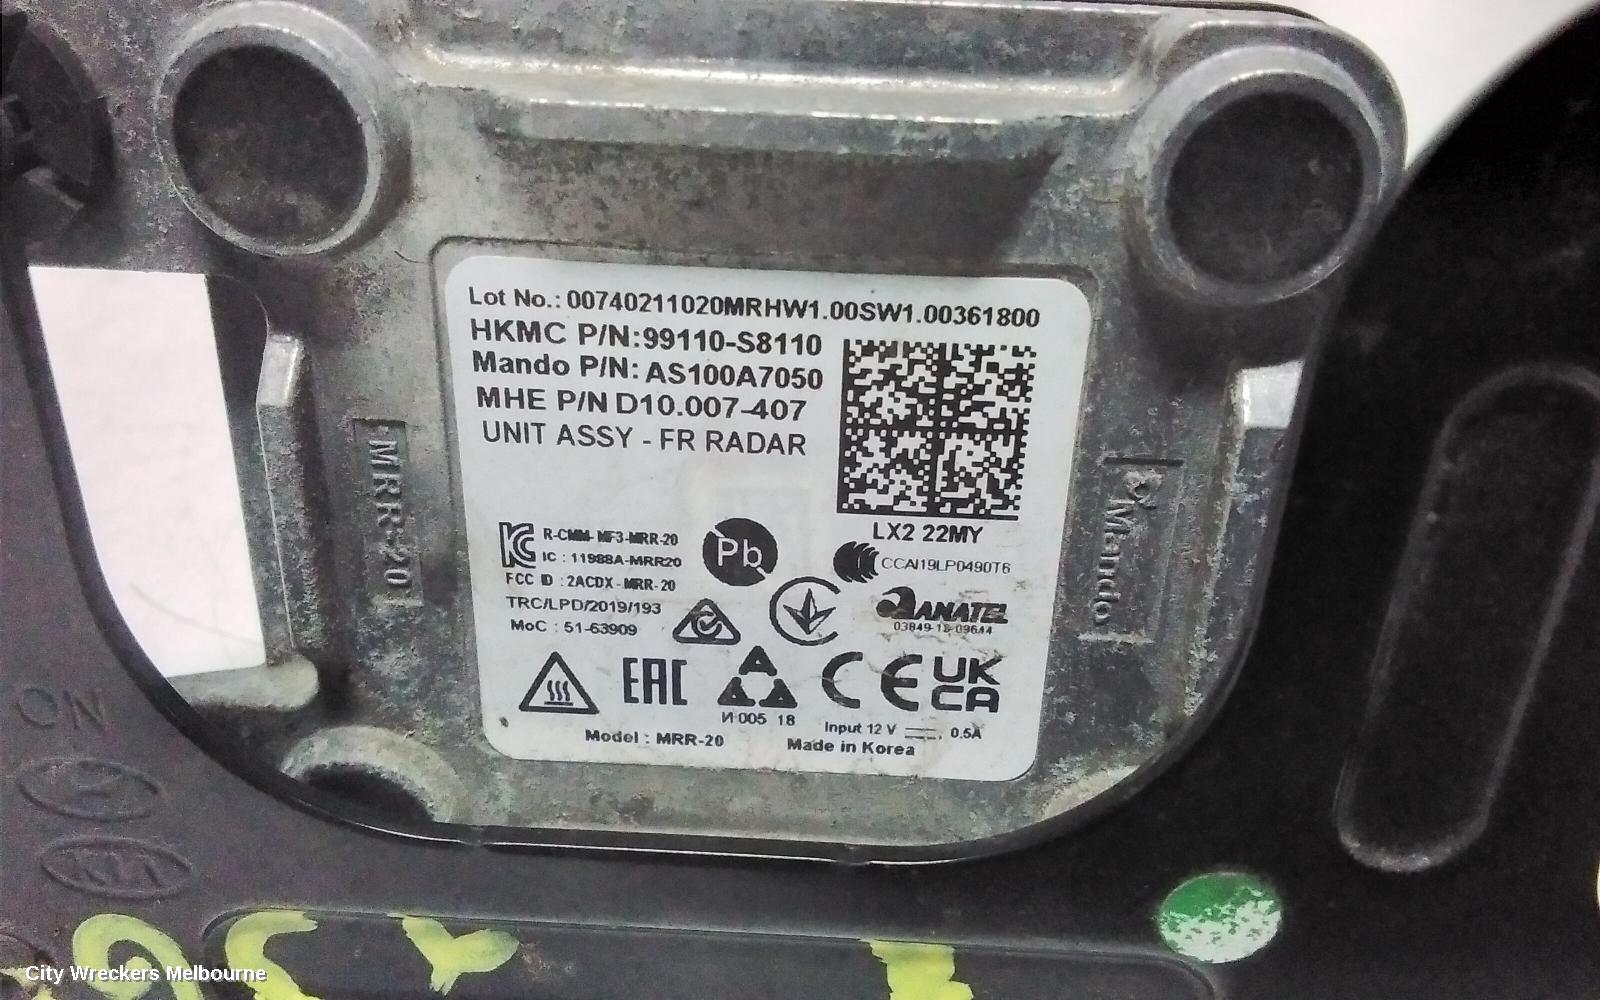 Lot No.: 00740211020MRHW1.00SW1.00361800
HKMC P/N:99110-S8110
Mando P/N: AS100A7050
MHE P/N D10.007-407
UNIT ASSY - FR RADAR
LX2 22MY
R-CMM-MF3-MRR-20
IC : 11988A-MRR20
FCC ID : 2ACDX-MRR-20
TRC/LPD/2019/193
MoC : 51-63909
Pb
CCAI19LP0490T6
ANATEL
EAC
CE
UK
CA
И005 18
Input 12 V 0.5A
Model : MRR-20
Made in Korea
MRR-20
Mando
ON
KIA
City Wreckers Melbourne